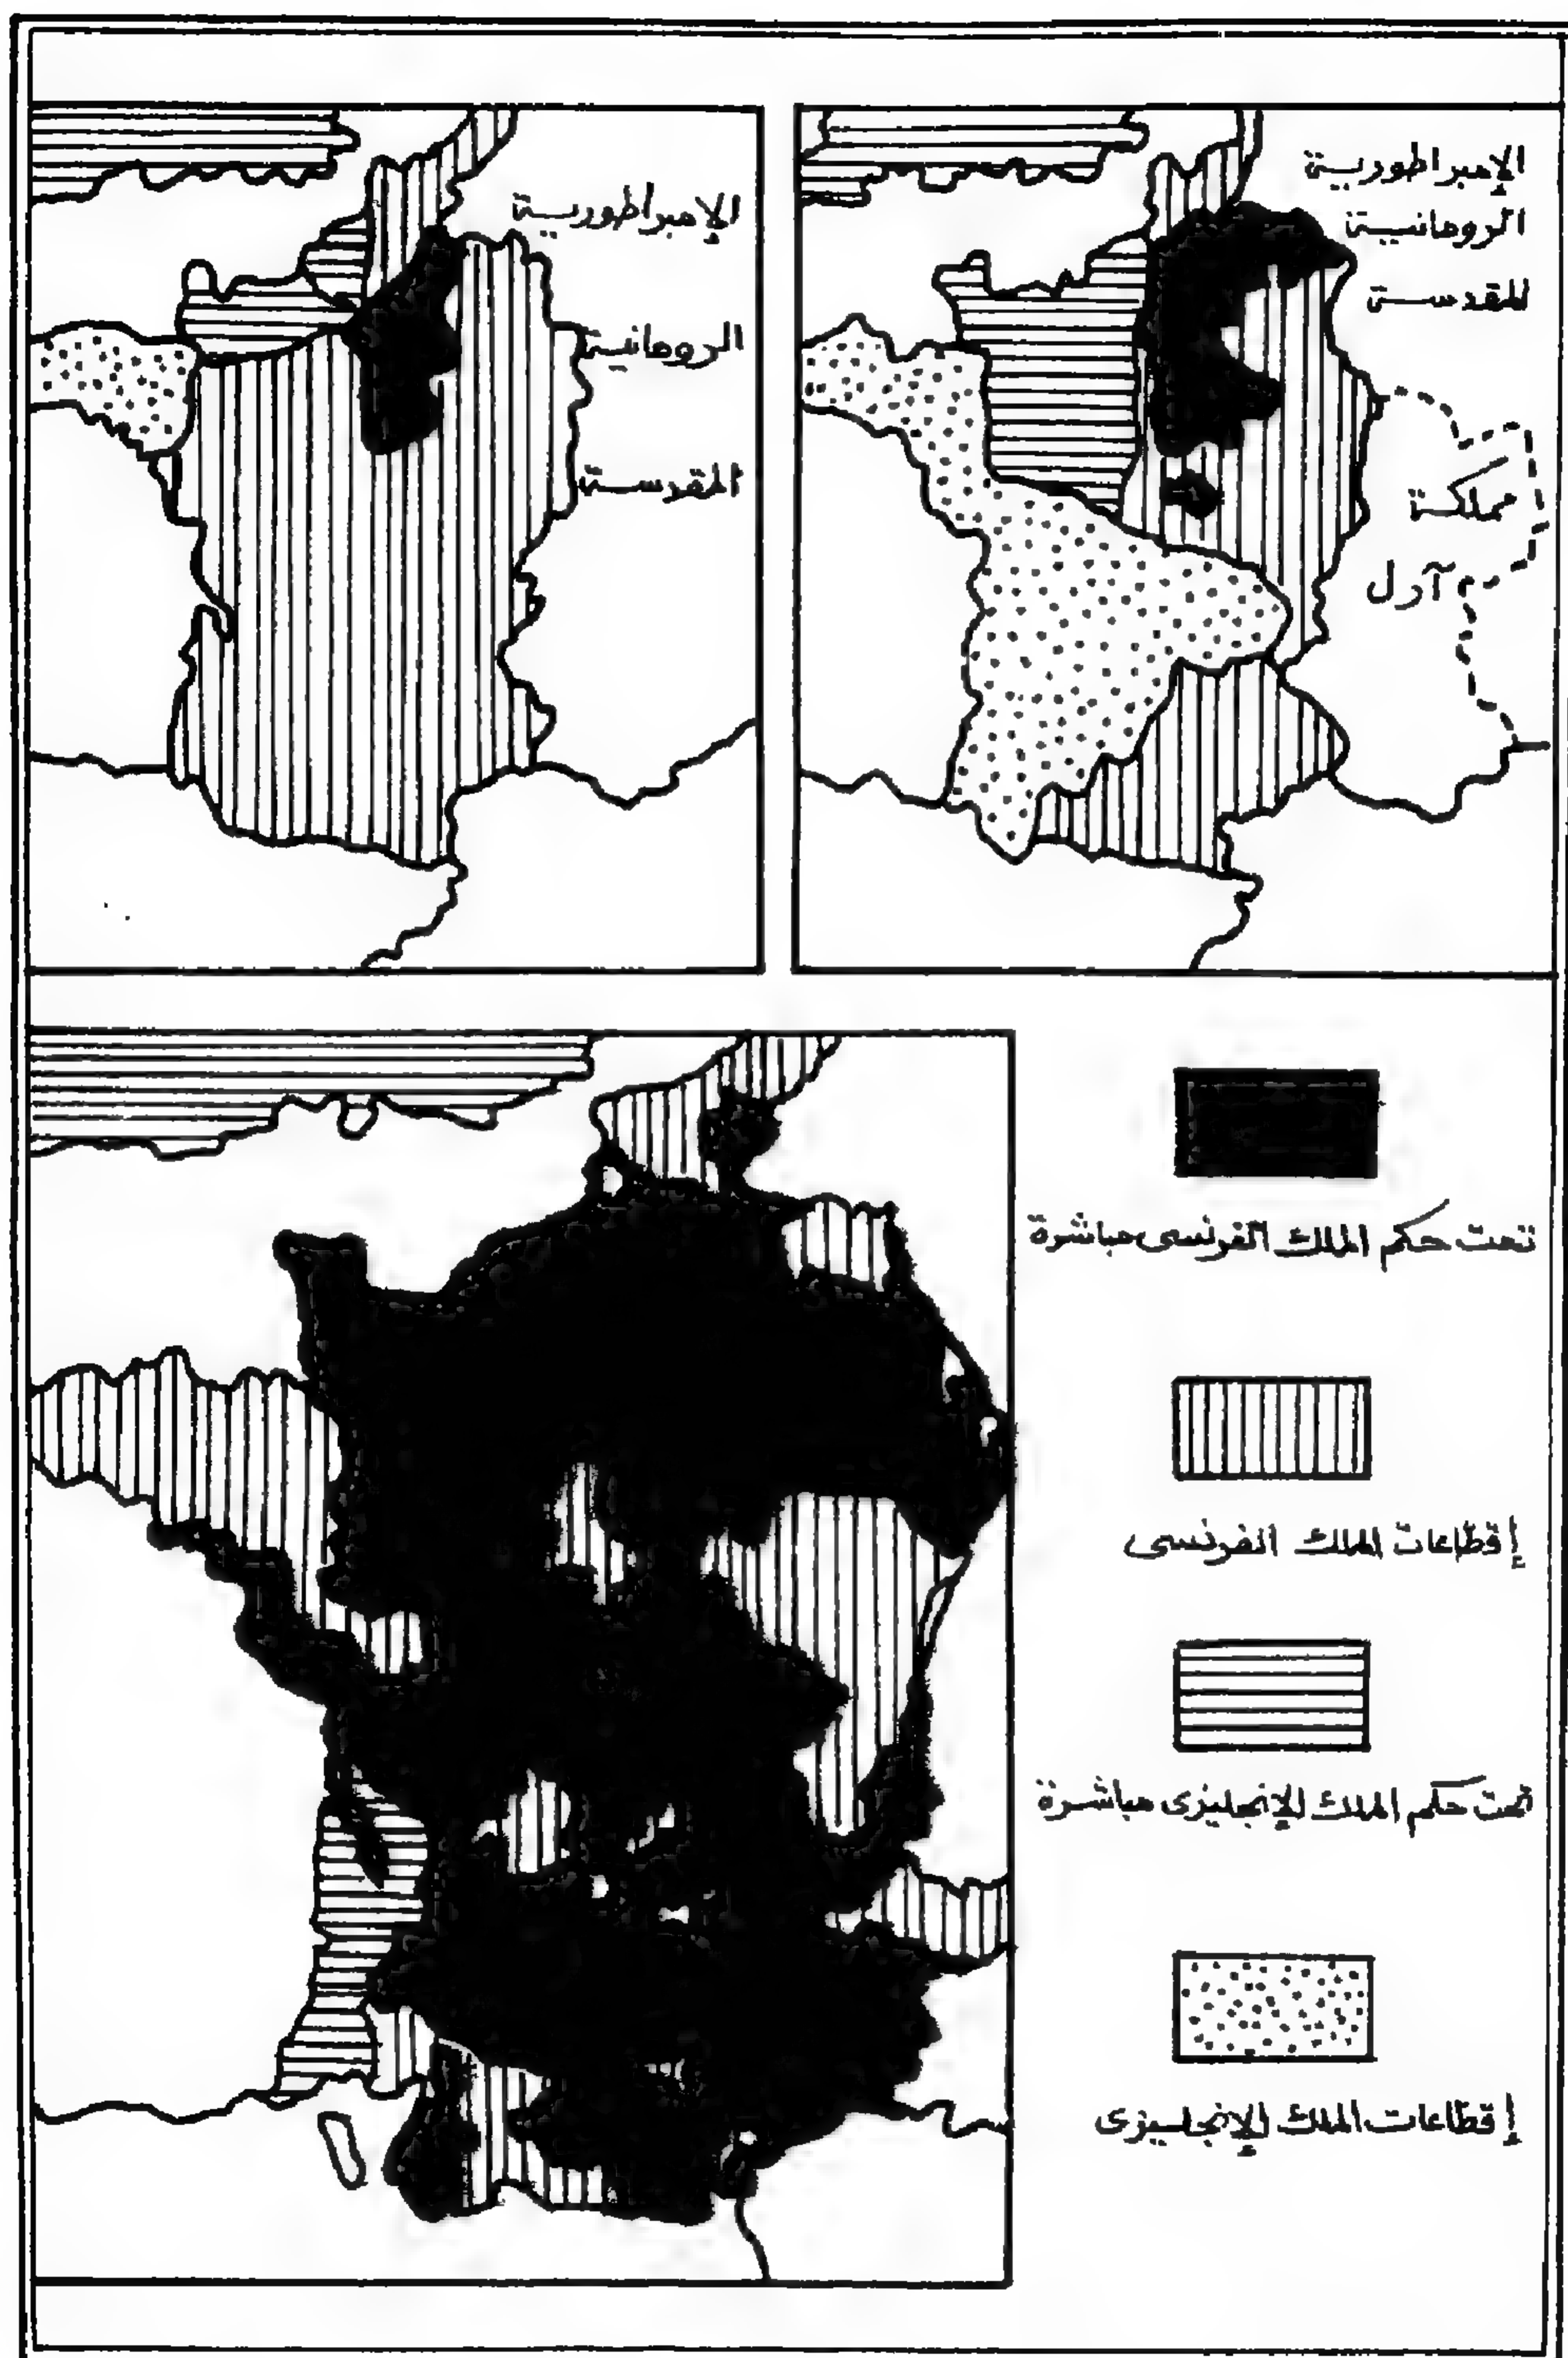 الإمبراطورية
الرومانية
المقدسة
مملكة
آرل
الإمبراطورية
الرومانية
المقدسة
تحت حكم الملك الفرنسى مباشرة
إقطاعات الملك الفرنسى
تحت حكم الملك الإنجليزى مباشرة
إقطاعات الملك الإنجليزى